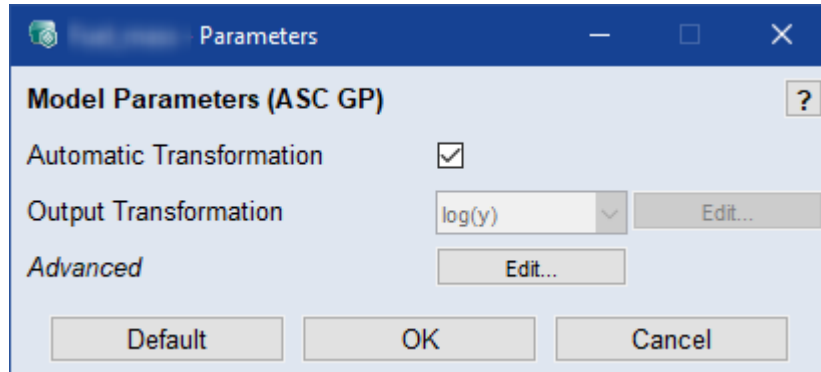 Parameters
Model Parameters (ASC GP)
?
Automatic Transformation
Output Transformation
log(y)
Edit...
Advanced
Edit...
Default
OK
Cancel